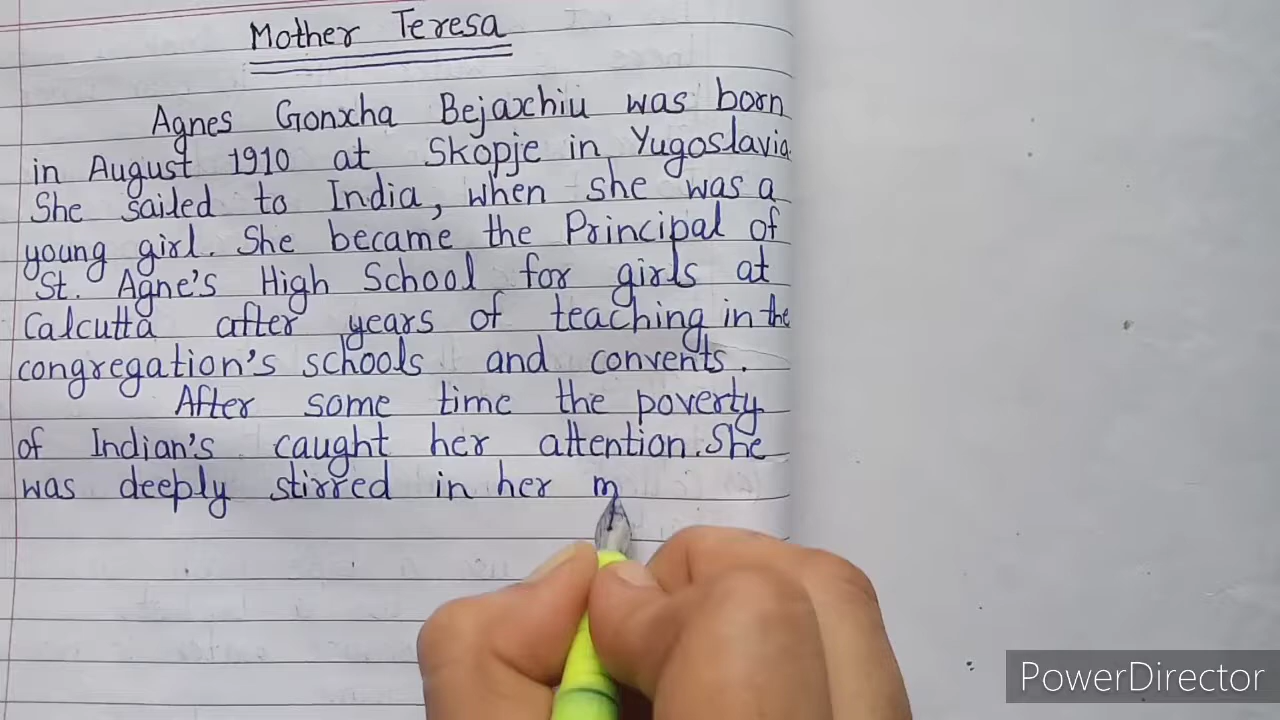 Mother Teresa
Agnes Gonxcha Bejaxhiu was born
in August 1910 at Skopje in Yugoslavia.
She sailed to India, when she was a
young girl. She became the Principal of
St. Agne's High School for girls at
Calcutta after years of teaching in the
congregation's schools and convents.
After some time the poverty
of Indian's caught her attention. She
was deeply stirred in her m
PowerDirector